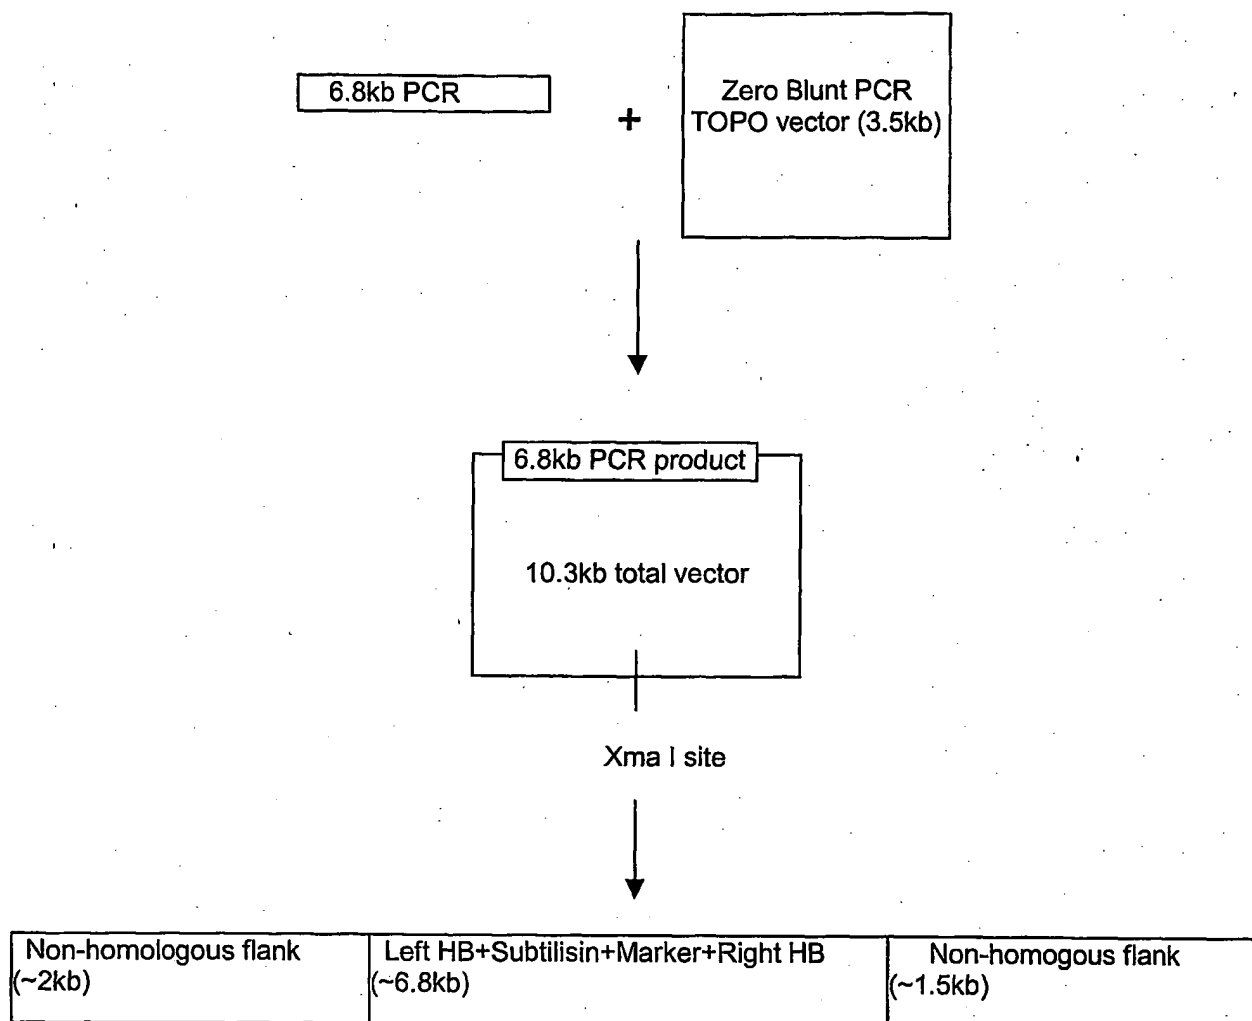 6.8kb PCR
+
Zero Blunt PCR
TOPO vector (3.5kb)
6.8kb PCR product
10.3kb total vector
Xma I site
Non-homologous flank
(~2kb)
Left HB+Subtilisin+Marker+Right HB
(~6.8kb)
Non-homogous flank
(~1.5kb)